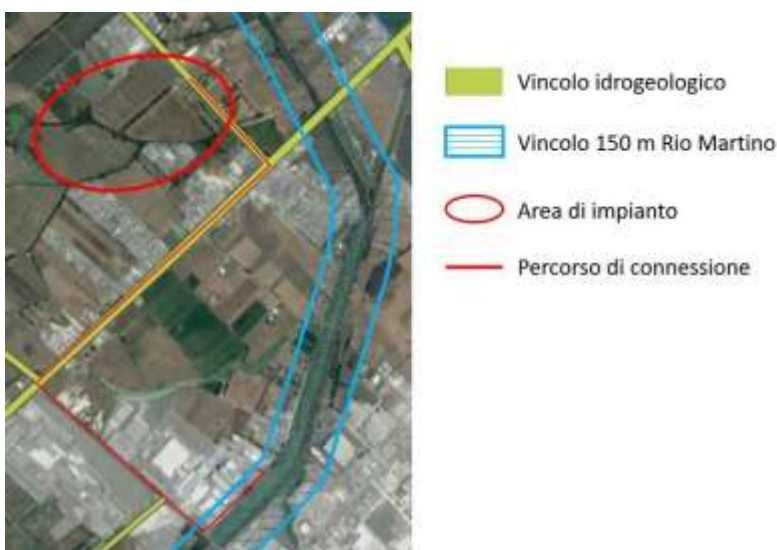 Vincolo idrogeologico
Vincolo 150 m Rio Martino
Area di impianto
Percorso di connessione